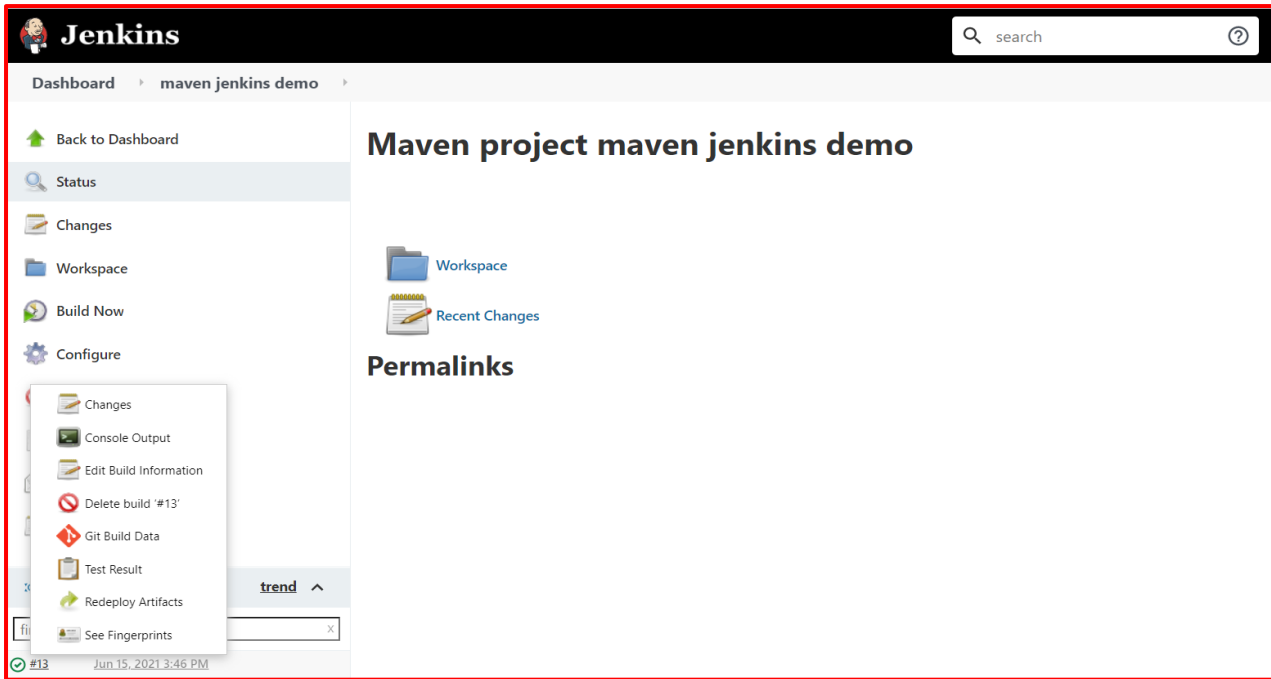 Jenkins
search
Dashboard
maven jenkins demo
Back to Dashboard
Status
Changes
Workspace
Build Now
Configure
Maven project maven jenkins demo
Workspace
Recent Changes
Permalinks
Changes
Console Output
Edit Build Information
Delete build '#13'
Git Build Data
Test Result
Redeploy Artifacts
See Fingerprints
trend
x
#13 Jun 15, 2021 3:46 PM